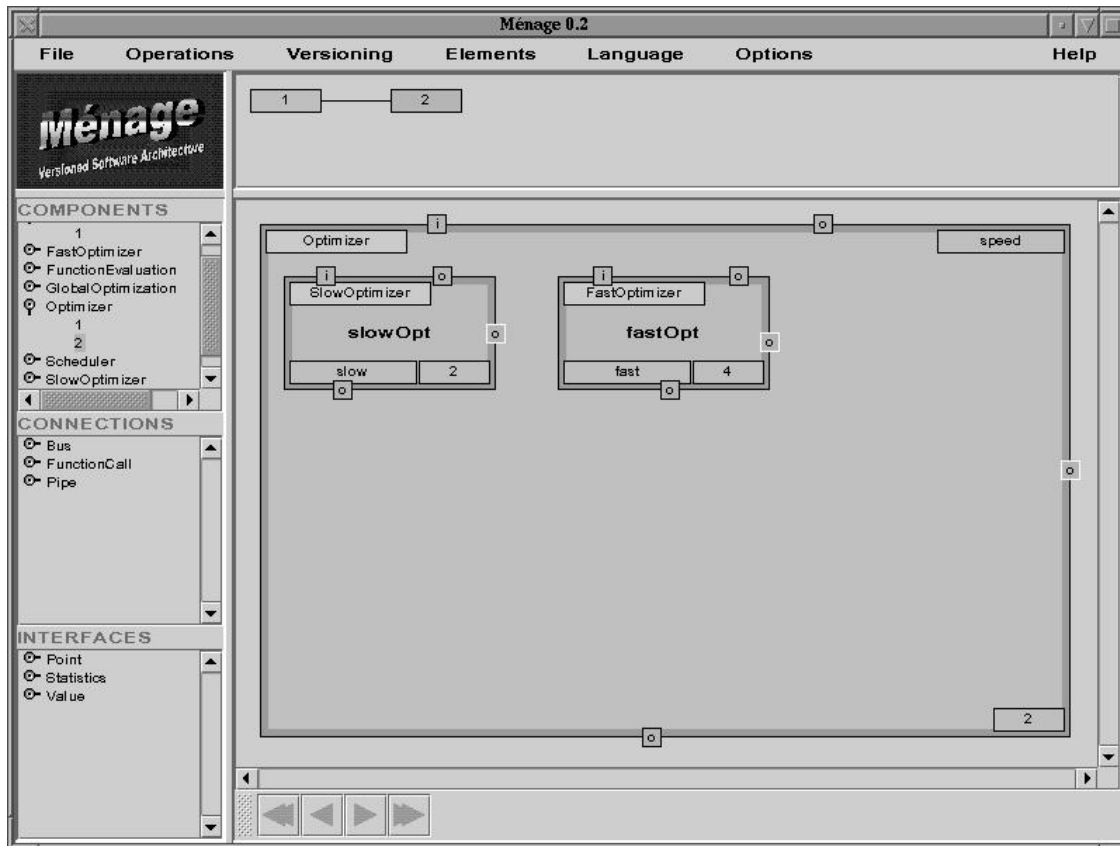 Ménage 0.2
File Operations Versioning Elements Language Options Help
Ménage
Versioned Software Architecture
1 2
COMPONENTS
1
FastOptimizer
FunctionEvaluation
GlobalOptimization
Optimizer
1
2
Scheduler
SlowOptimizer
CONNECTIONS
Bus
FunctionCall
Pipe
INTERFACES
Point
Statistics
Value
i o
Optimizer speed
i o i o
SlowOptimizer FastOptimizer
slowOpt o fastOpt o
slow 2 fast 4
o o
o
2
o